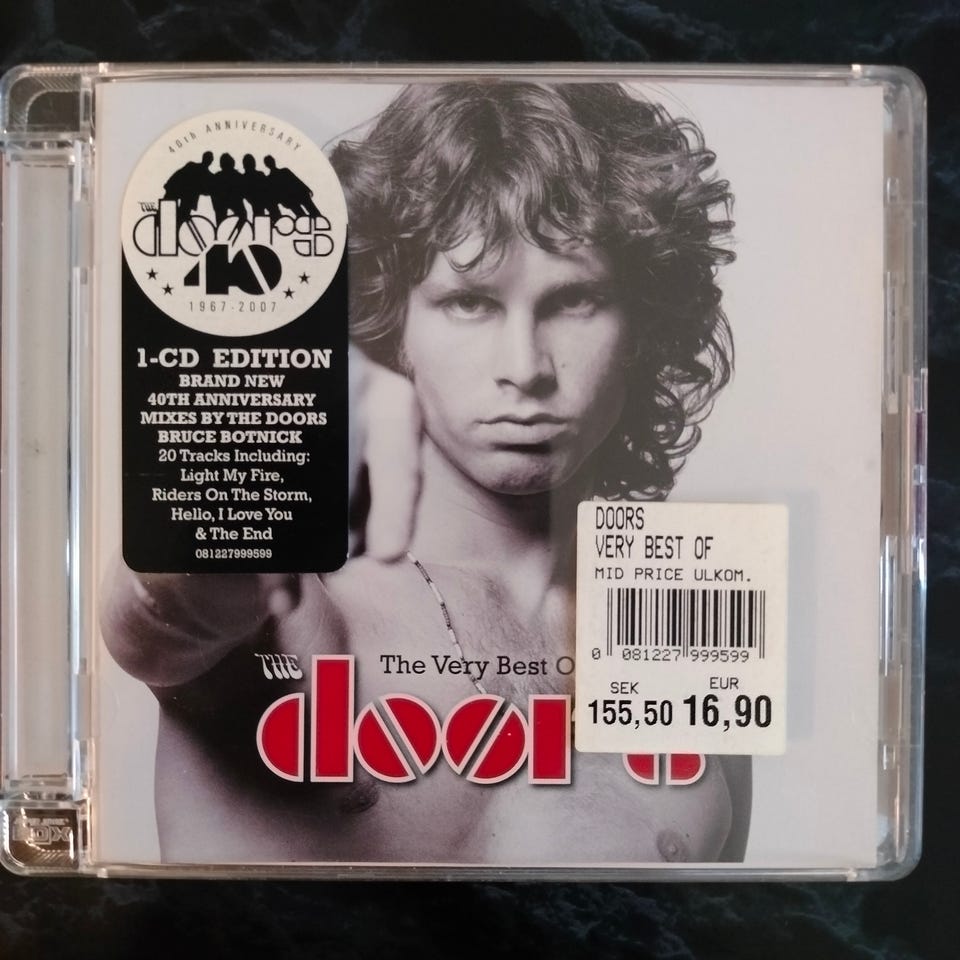 40th ANNIVERSARY
THE
doors
40
1967-2007
1-CD EDITION
BRAND NEW
40TH ANNIVERSARY
MIXES BY THE DOORS
BRUCE BOTNICK
20 Tracks Including:
Light My Fire,
Riders On The Storm,
Hello, I Love You
& The End
081227999599
DOORS
VERY BEST OF
MID PRICE ULKOM.
0 081227 999599
SEK EUR
155,50 16,90
The Very Best O
THE
doors